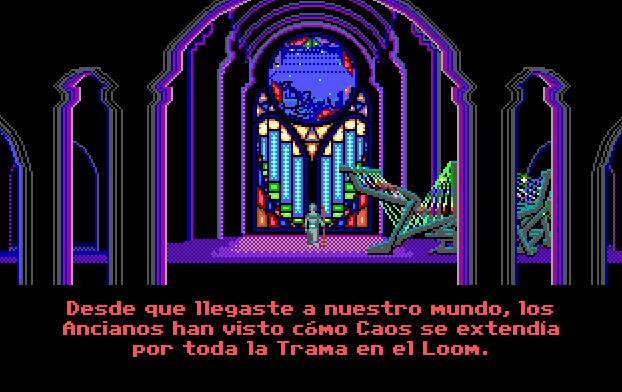 Desde que llegaste a nuestro mundo, los
Ancianos han visto cómo Caos se extendía
por toda la Trama en el Loom.